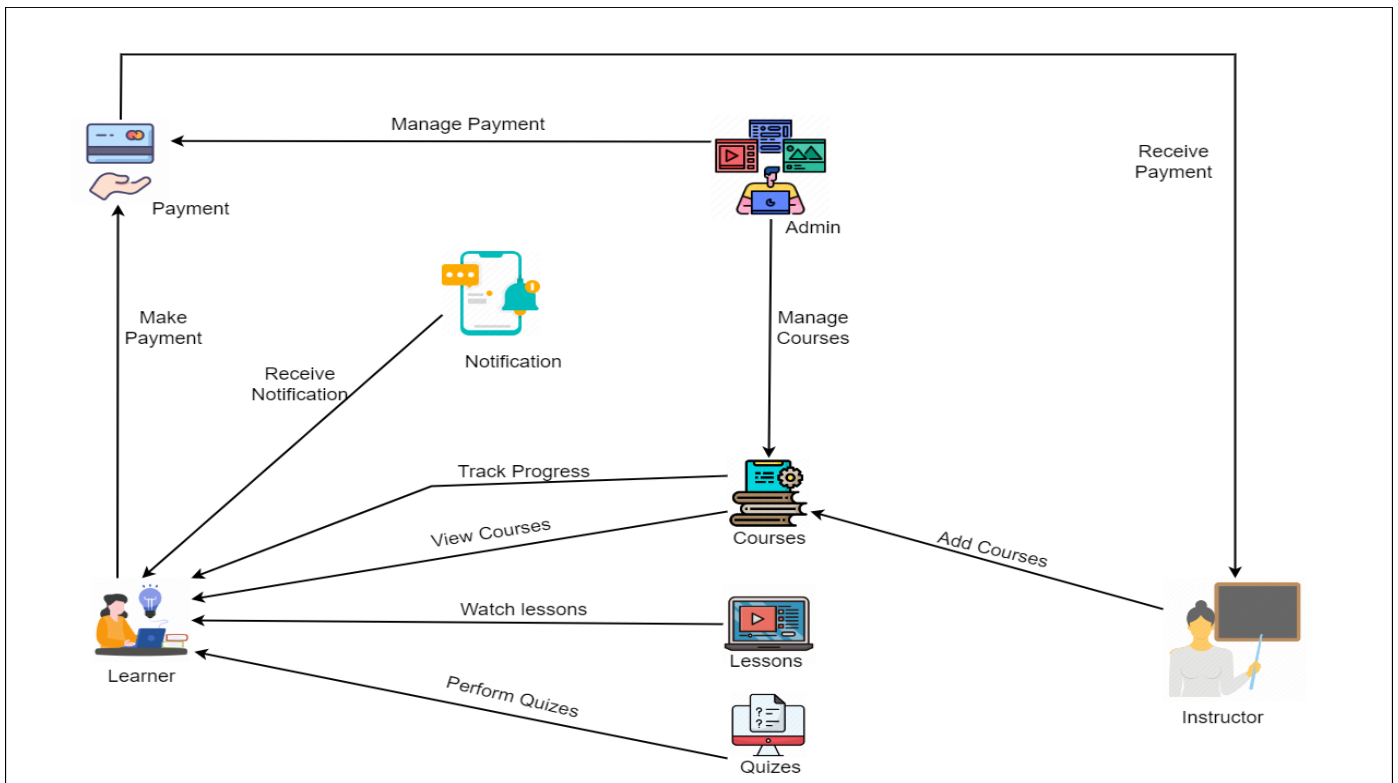 Manage Payment
Receive
Payment
Payment
Admin
Make
Payment
Notification
Manage
Courses
Receive
Notification
Track Progress
View Courses
Courses
Add Courses
Watch lessons
Lessons
Learner
Perform Quizes
Instructor
Quizes